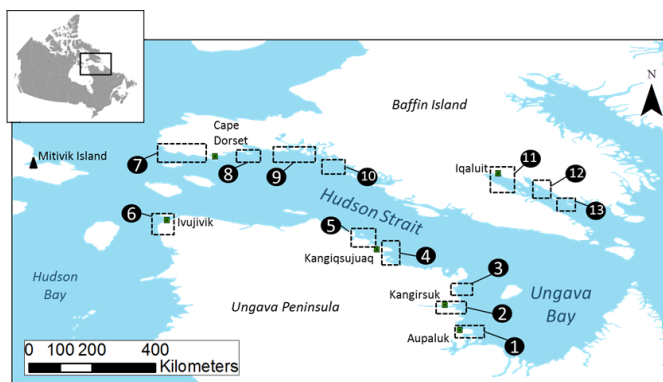 N
Baffin Island
Cape
Dorset
Mitivik Island
7
8
9
10
Iqaluit
11
12
13
Hudson Strait
6
Ivujivik
5
Kangiqsujuaq
4
Hudson
Bay
Ungava Peninsula
3
Kangirsuk
2
Ungava
Bay
Aupaluk
1
0 100 200 400
Kilometers